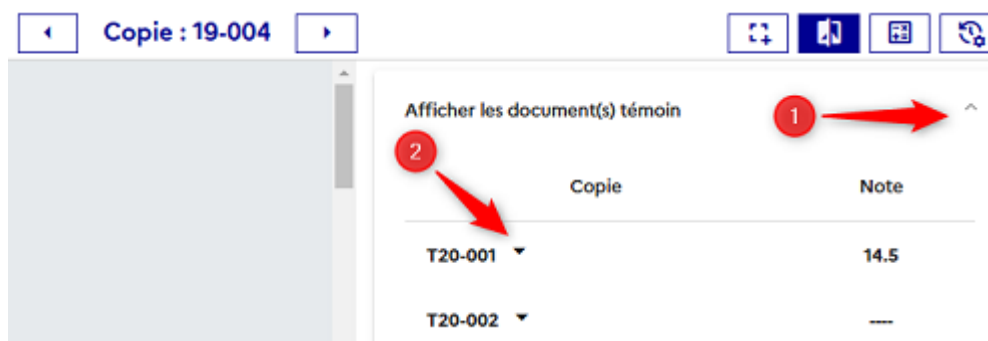 Copie : 19-004
Afficher les document(s) témoin
1
2
Copie Note
T20-001 14.5
T20-002 ----